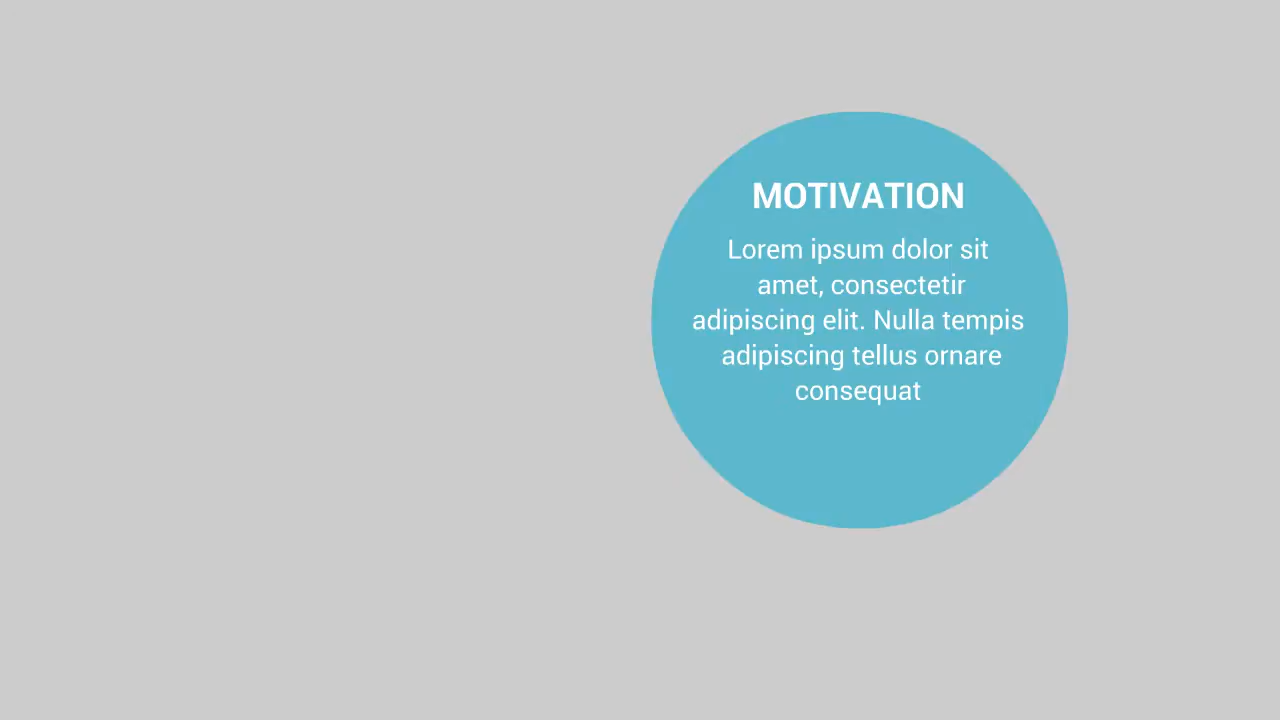 MOTIVATION
Lorem ipsum dolor sit
amet, consectetir
adipiscing elit. Nulla tempis
adipiscing tellus ornare
consequat